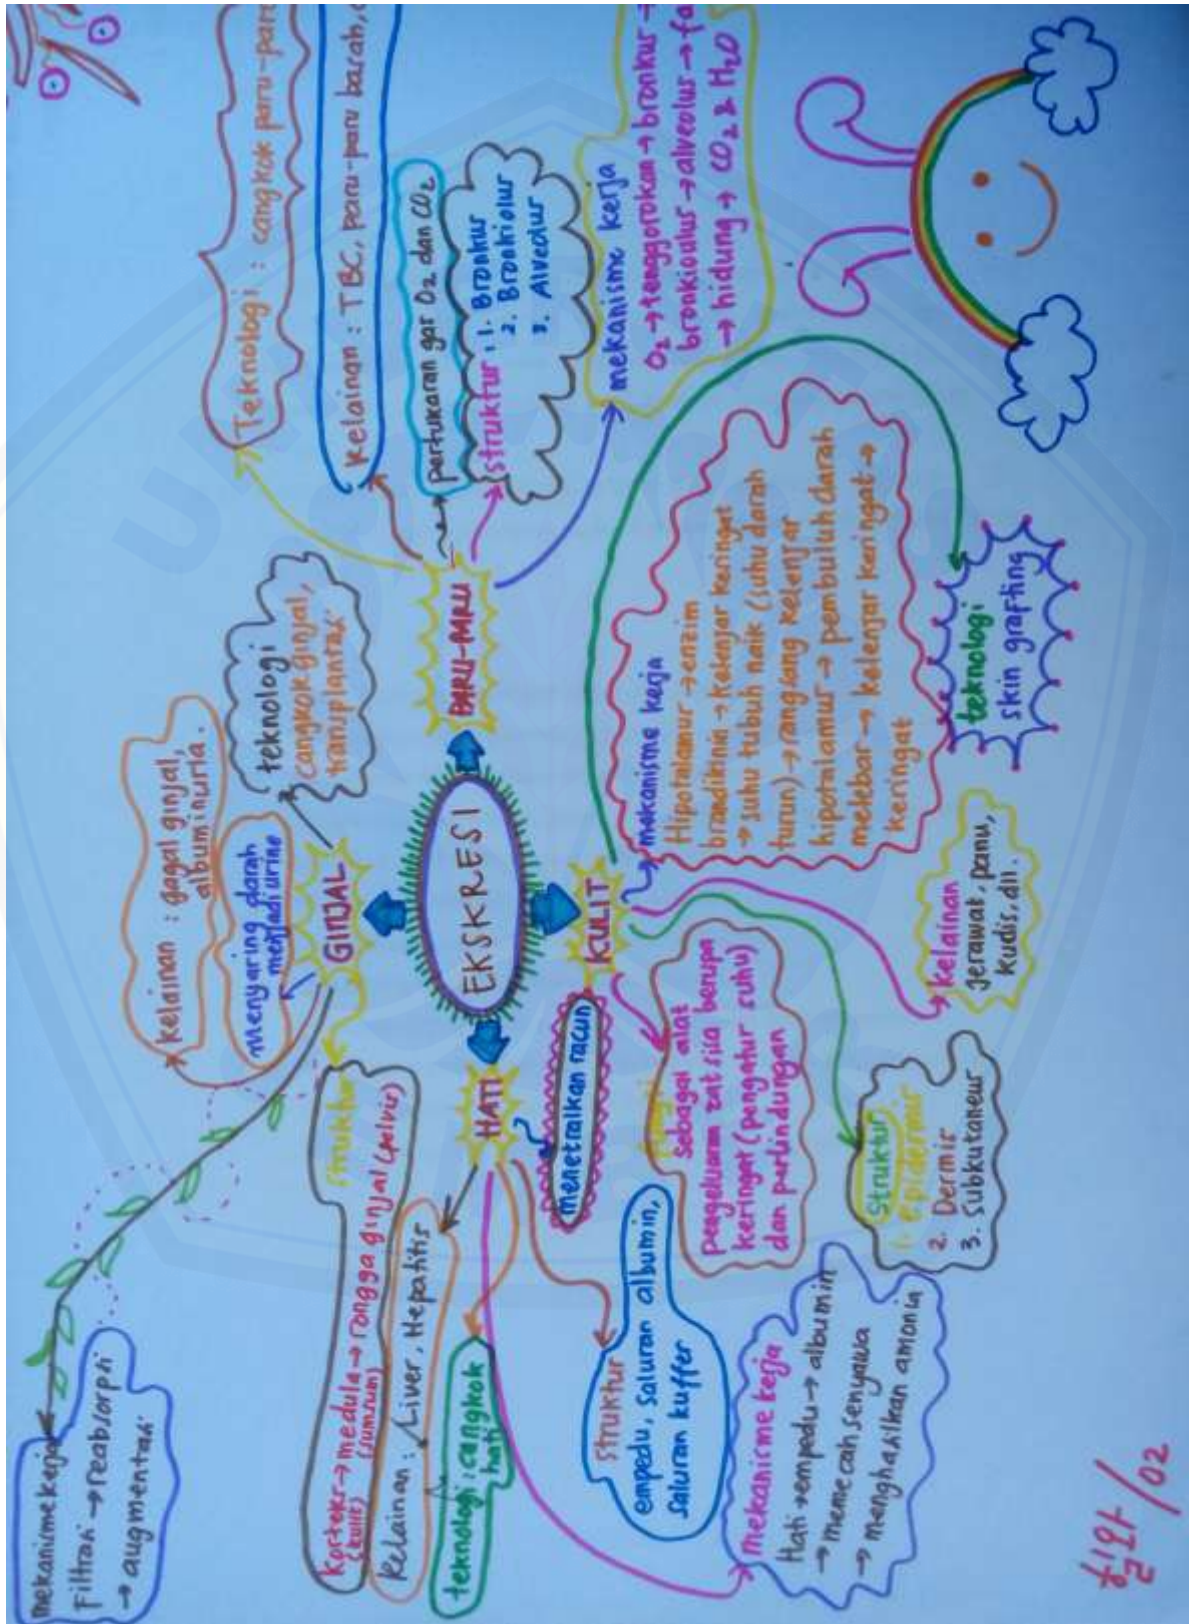 EKSKRESI
GINJAL
mekanisme kerja
Filtrasi → reabsorpsi
→ augmentasi
kelainan : gagal ginjal,
albuminuria.
menyaring darah
menjadi urine
teknologi
cangkok ginjal,
transplantasi
struktur
korteks → medula → rongga ginjal (pelvis)
(kulit) (sumsum)
PARU-PARU
Teknologi : cangkok paru-paru
kelainan : TBC, paru-paru basah,
pertukaran gas O₂ dan CO₂
struktur : 1. Bronkus
2. Bronkiolus
3. Alveolus
mekanisme kerja
O₂ → tenggorokan → bronkus →
bronkiolus → alveolus →
→ hidung → CO₂ & H₂O
HATI
kelainan : Liver, Hepatitis
teknologi : cangkok
hati
menetralkan racun
struktur
empedu, saluran albumin,
saluran kuffer
mekanisme kerja
Hati → empedu → albumin
→ memecah senyawa
→ menghasilkan amonia
KULIT
mekanisme kerja
Hipotalamus → enzim
brandikinin → kelenjar keringat
→ suhu tubuh naik (suhu darah
turun) → rangsang kelenjar
hipotalamus → pembuluh darah
melebar → kelenjar keringat →
keringat
teknologi
skin grafting
kelainan
jerawat, panu,
kudis, dll.
struktur
1. epidermis
2. Dermis
3. Subkutaneus
sebagai alat
pengeluaran zat sisa berupa
keringat (pengatur suhu)
dan perlindungan